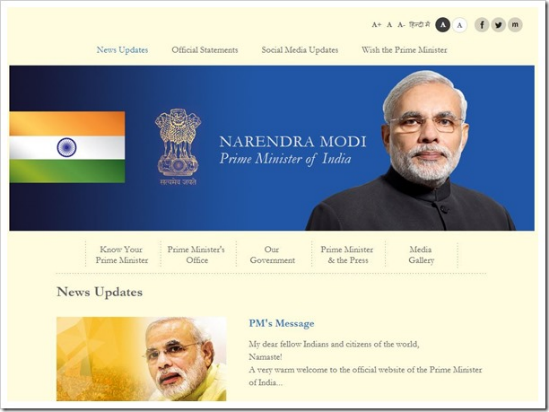 A+ A A- हिन्दी में A A f m
News Updates Official Statements Social Media Updates Wish the Prime Minister
NARENDRA MODI
Prime Minister of India
सत्यमेव जयते
Know Your Prime Minister's Our Prime Minister Media
Prime Minister Office Government & the Press Gallery
News Updates
PM's Message
My dear fellow Indians and citizens of the world,
Namaste!
A very warm welcome to the official website of the Prime Minister
of India...